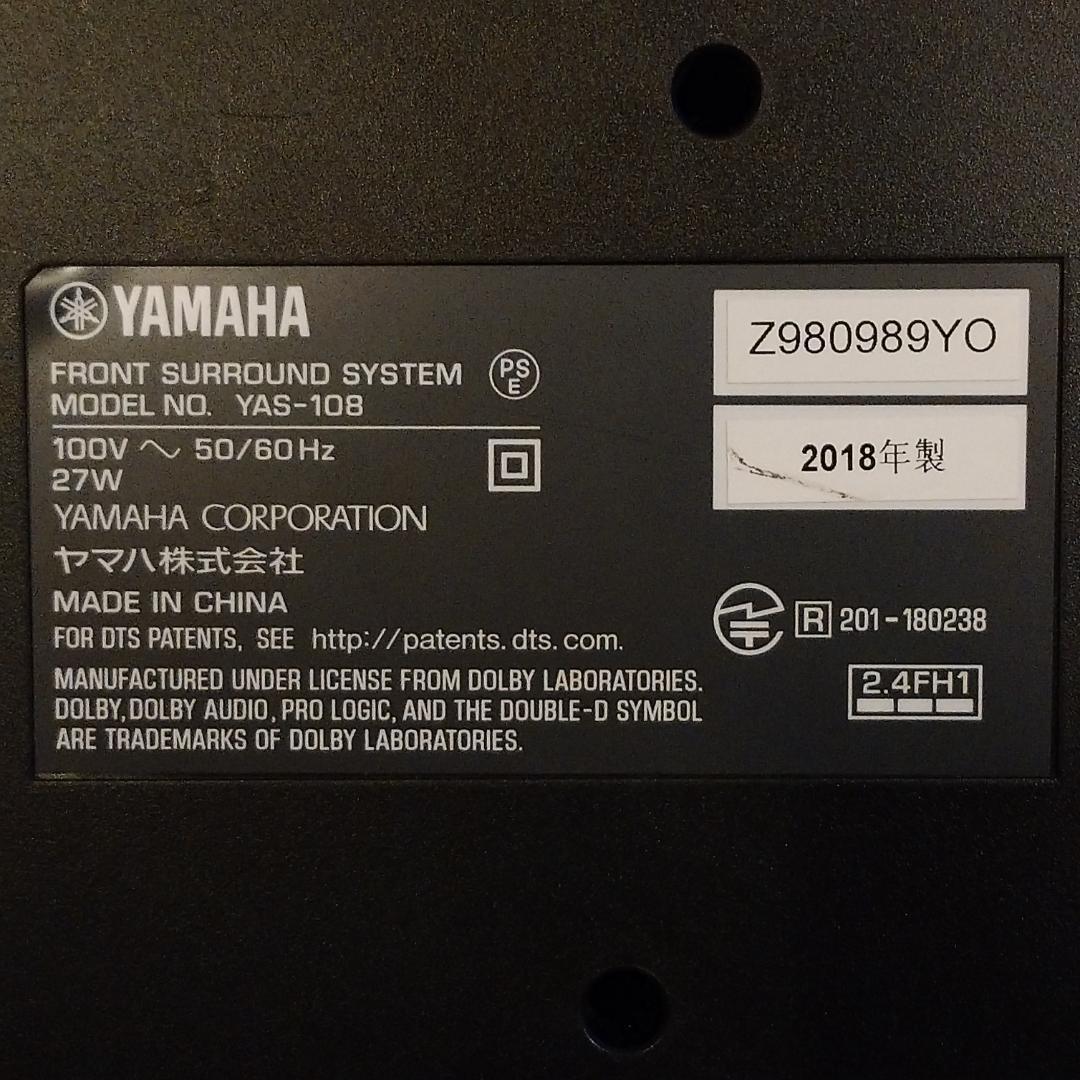 YAMAHA
FRONT SURROUND SYSTEM
MODEL NO. YAS-108
PS
E
100V ～ 50/60Hz
27W
YAMAHA CORPORATION
ヤマハ株式会社
MADE IN CHINA
FOR DTS PATENTS, SEE http://patents.dts.com.
MANUFACTURED UNDER LICENSE FROM DOLBY LABORATORIES.
DOLBY, DOLBY AUDIO, PRO LOGIC, AND THE DOUBLE-D SYMBOL
ARE TRADEMARKS OF DOLBY LABORATORIES.
Z980989YO
2018年製
R 201-180238
2.4FH1